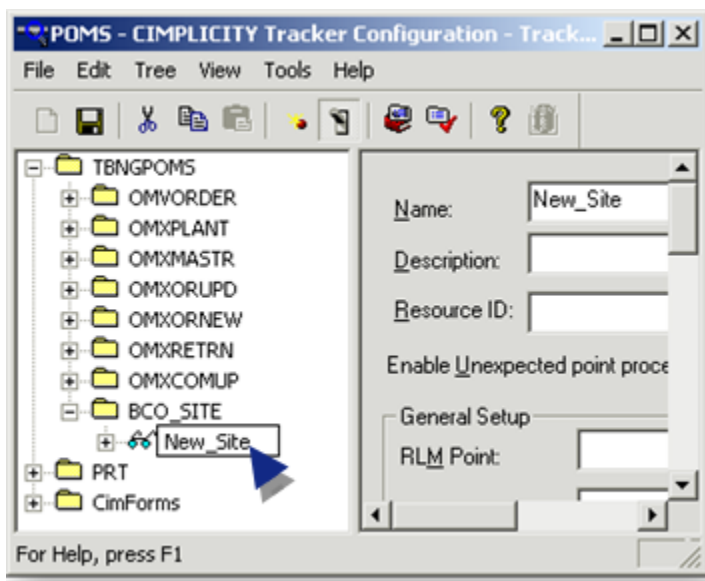 POMS - CIMPLICITY Tracker Configuration - Track...
File Edit Tree View Tools Help
TBNGPOMS
OMVORDER
OMXPLANT
OMXMASTR
OMXORUPD
OMXORNEW
OMXRETRN
OMXCOMUP
BCO_SITE
New_Site
PRT
CimForms
Name: New_Site
Description:
Resource ID:
Enable Unexpected point proce
General Setup
RLM Point:
For Help, press F1